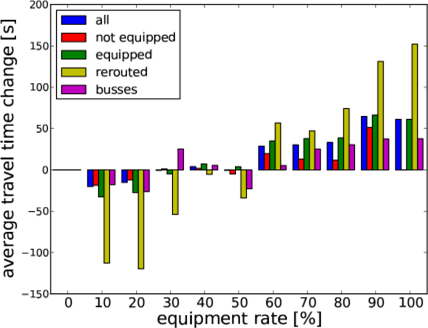 average travel time change [s]
200
150
100
50
0
−50
−100
−150
all
not equipped
equipped
rerouted
busses
0 10 20 30 40 50 60 70 80 90 100
equipment rate [%]